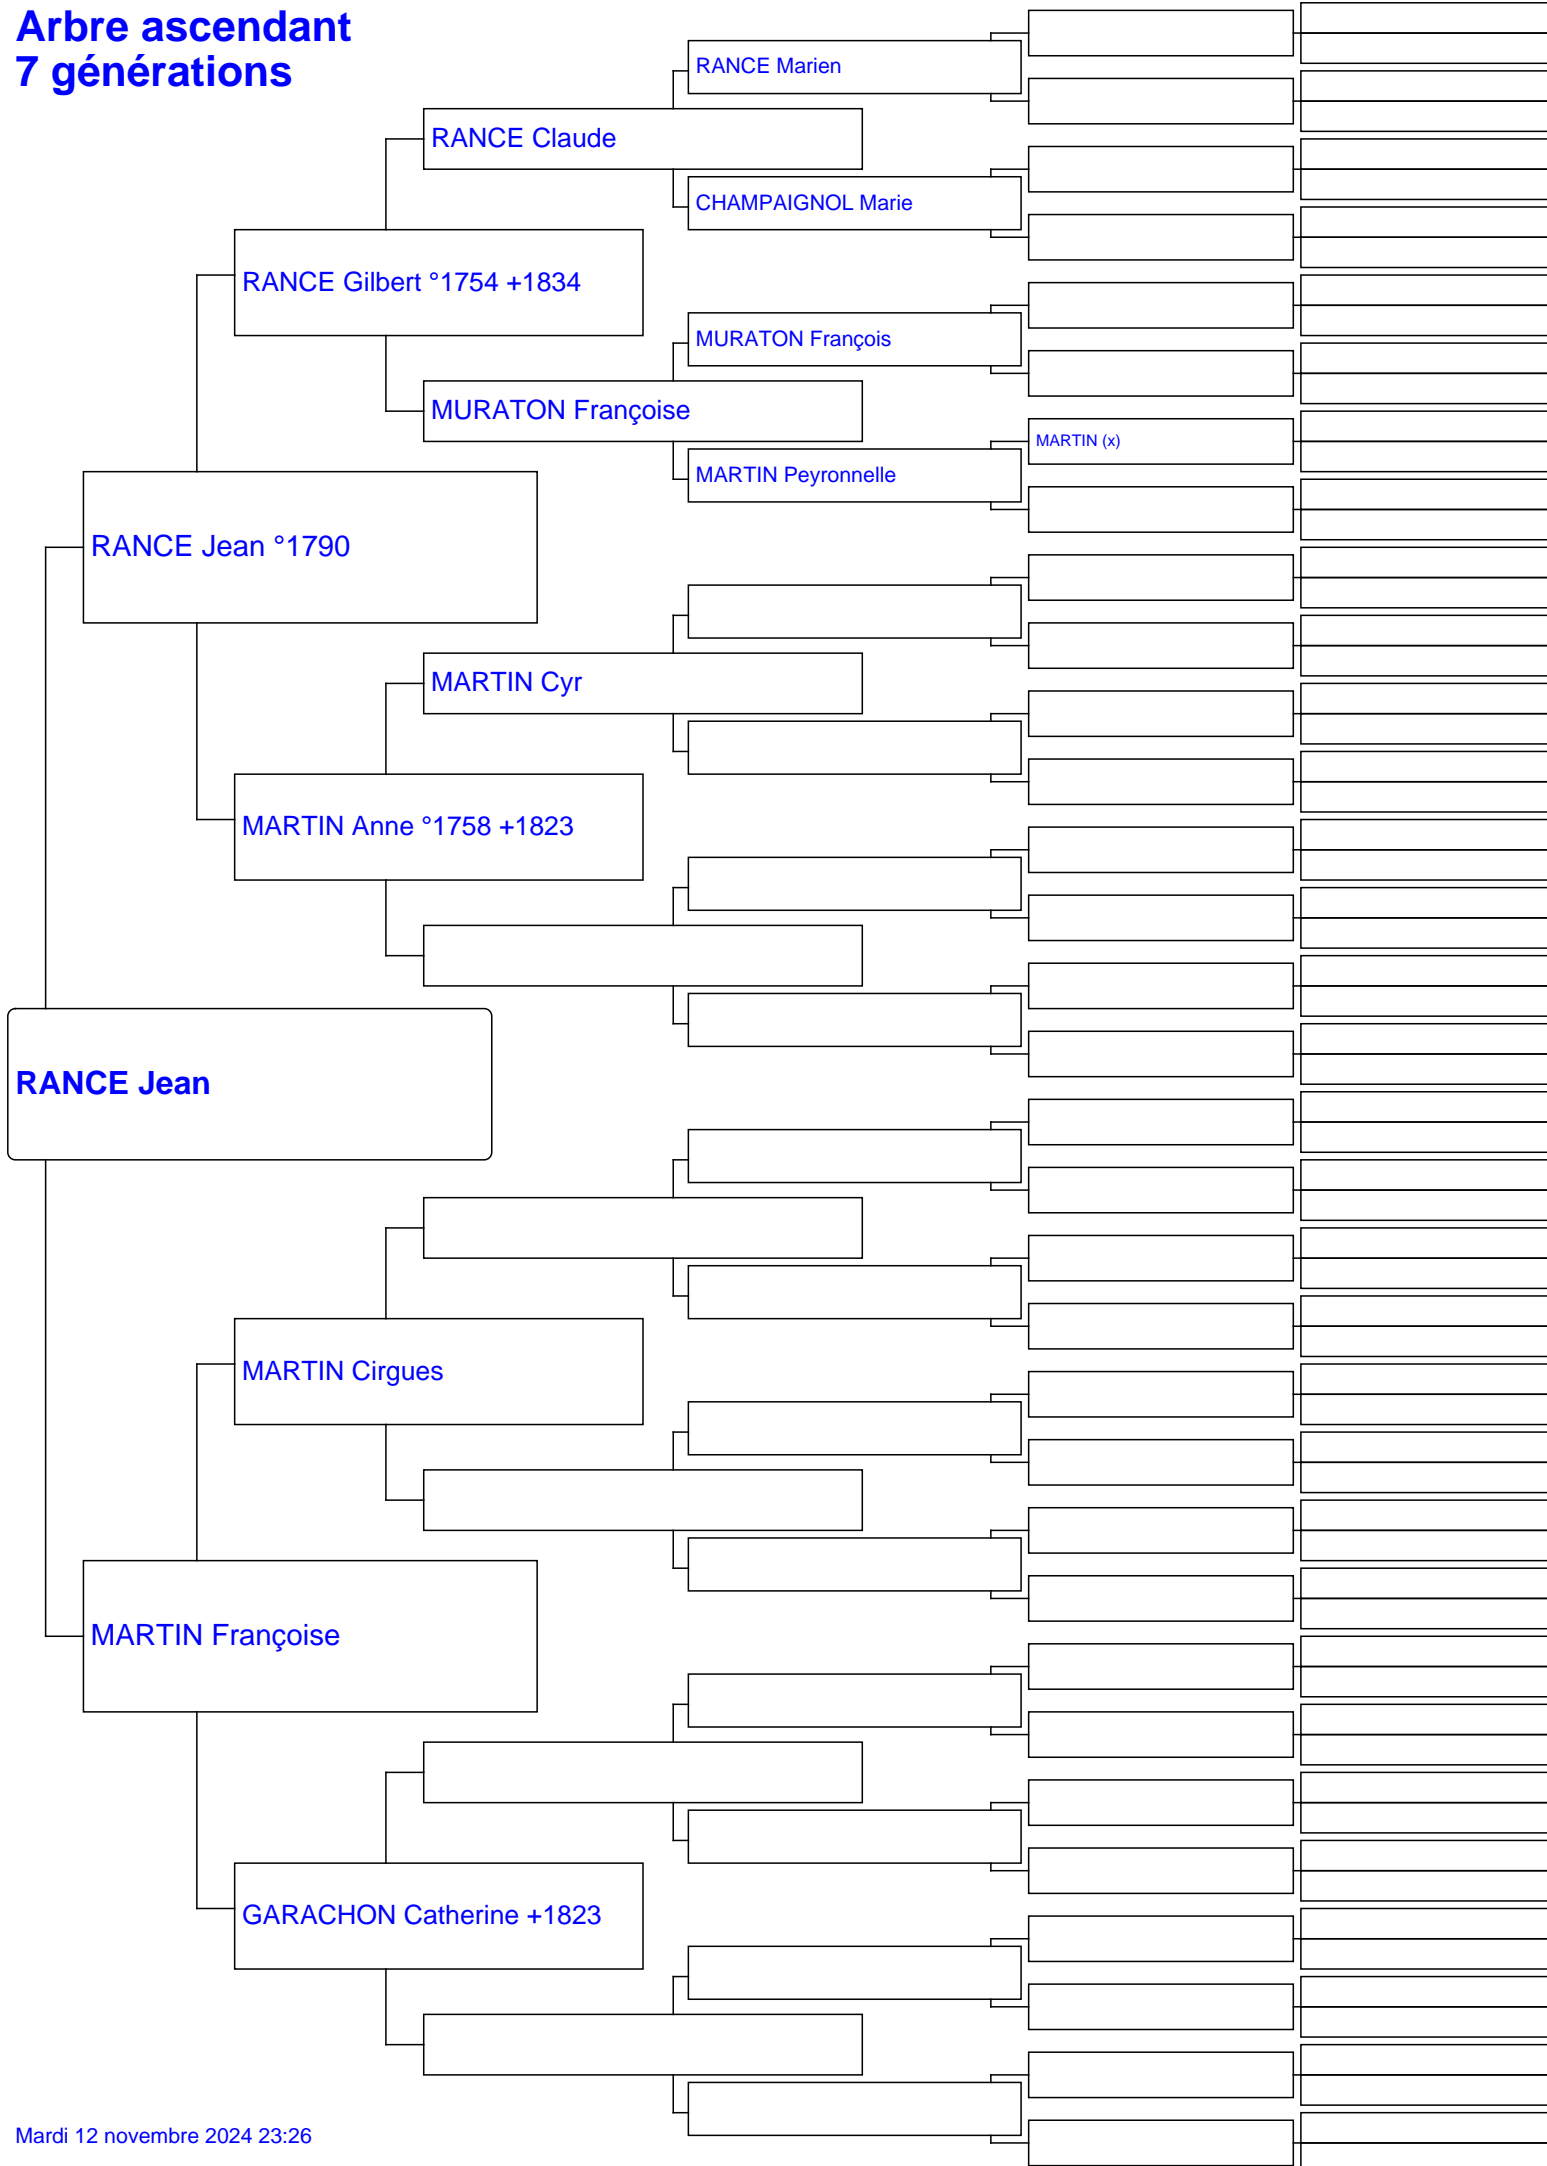 Arbre ascendant
7 générations
RANCE Marien
RANCE Claude
CHAMPAIGNOL Marie
RANCE Gilbert °1754 +1834
MURATON François
MURATON Françoise
MARTIN (x)
MARTIN Peyronnelle
RANCE Jean °1790
MARTIN Cyr
MARTIN Anne °1758 +1823
RANCE Jean
MARTIN Cirgues
MARTIN Françoise
GARACHON Catherine +1823
Mardi 12 novembre 2024 23:26